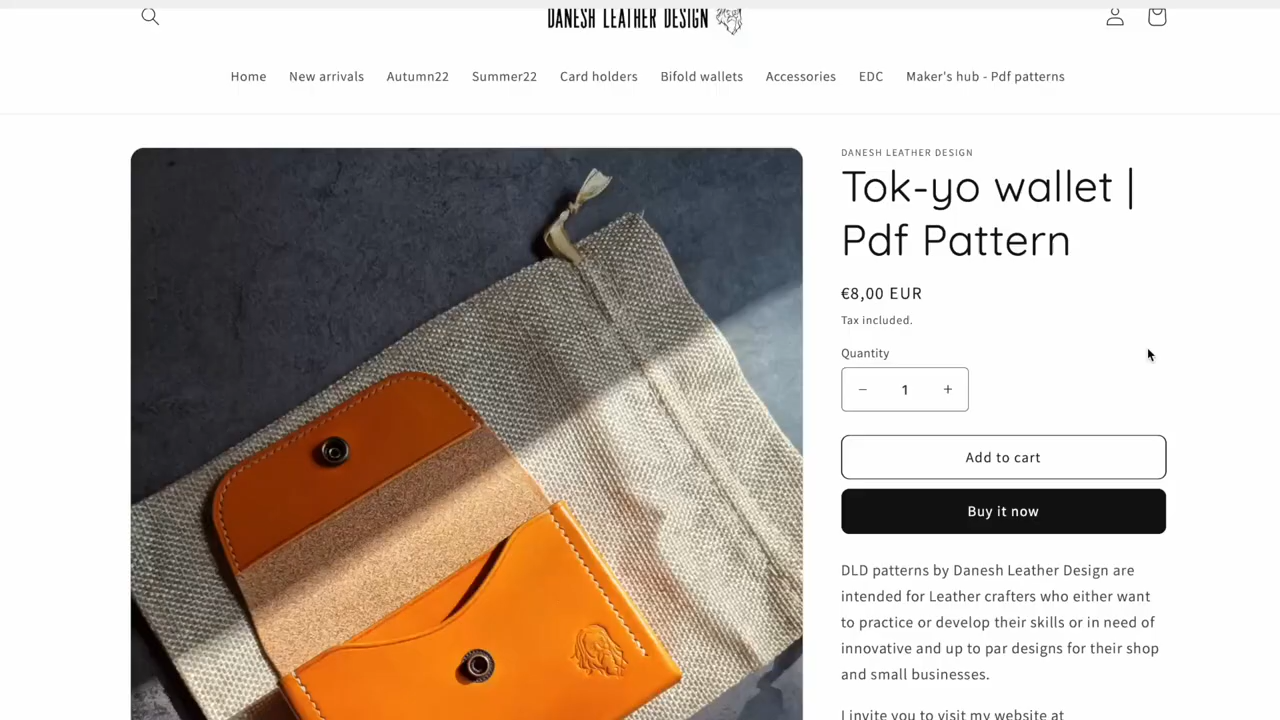 DANESH LEATHER DESIGN
Home New arrivals Autumn22 Summer22 Card holders Bifold wallets Accessories EDC Maker's hub - Pdf patterns
DANESH LEATHER DESIGN
Tok-yo wallet |
Pdf Pattern
€8,00 EUR
Tax included.
Quantity
− 1 +
Add to cart
Buy it now
DLD patterns by Danesh Leather Design are
intended for Leather crafters who either want
to practice or develop their skills or in need of
innovative and up to par designs for their shop
and small businesses.
I invite you to visit my website at